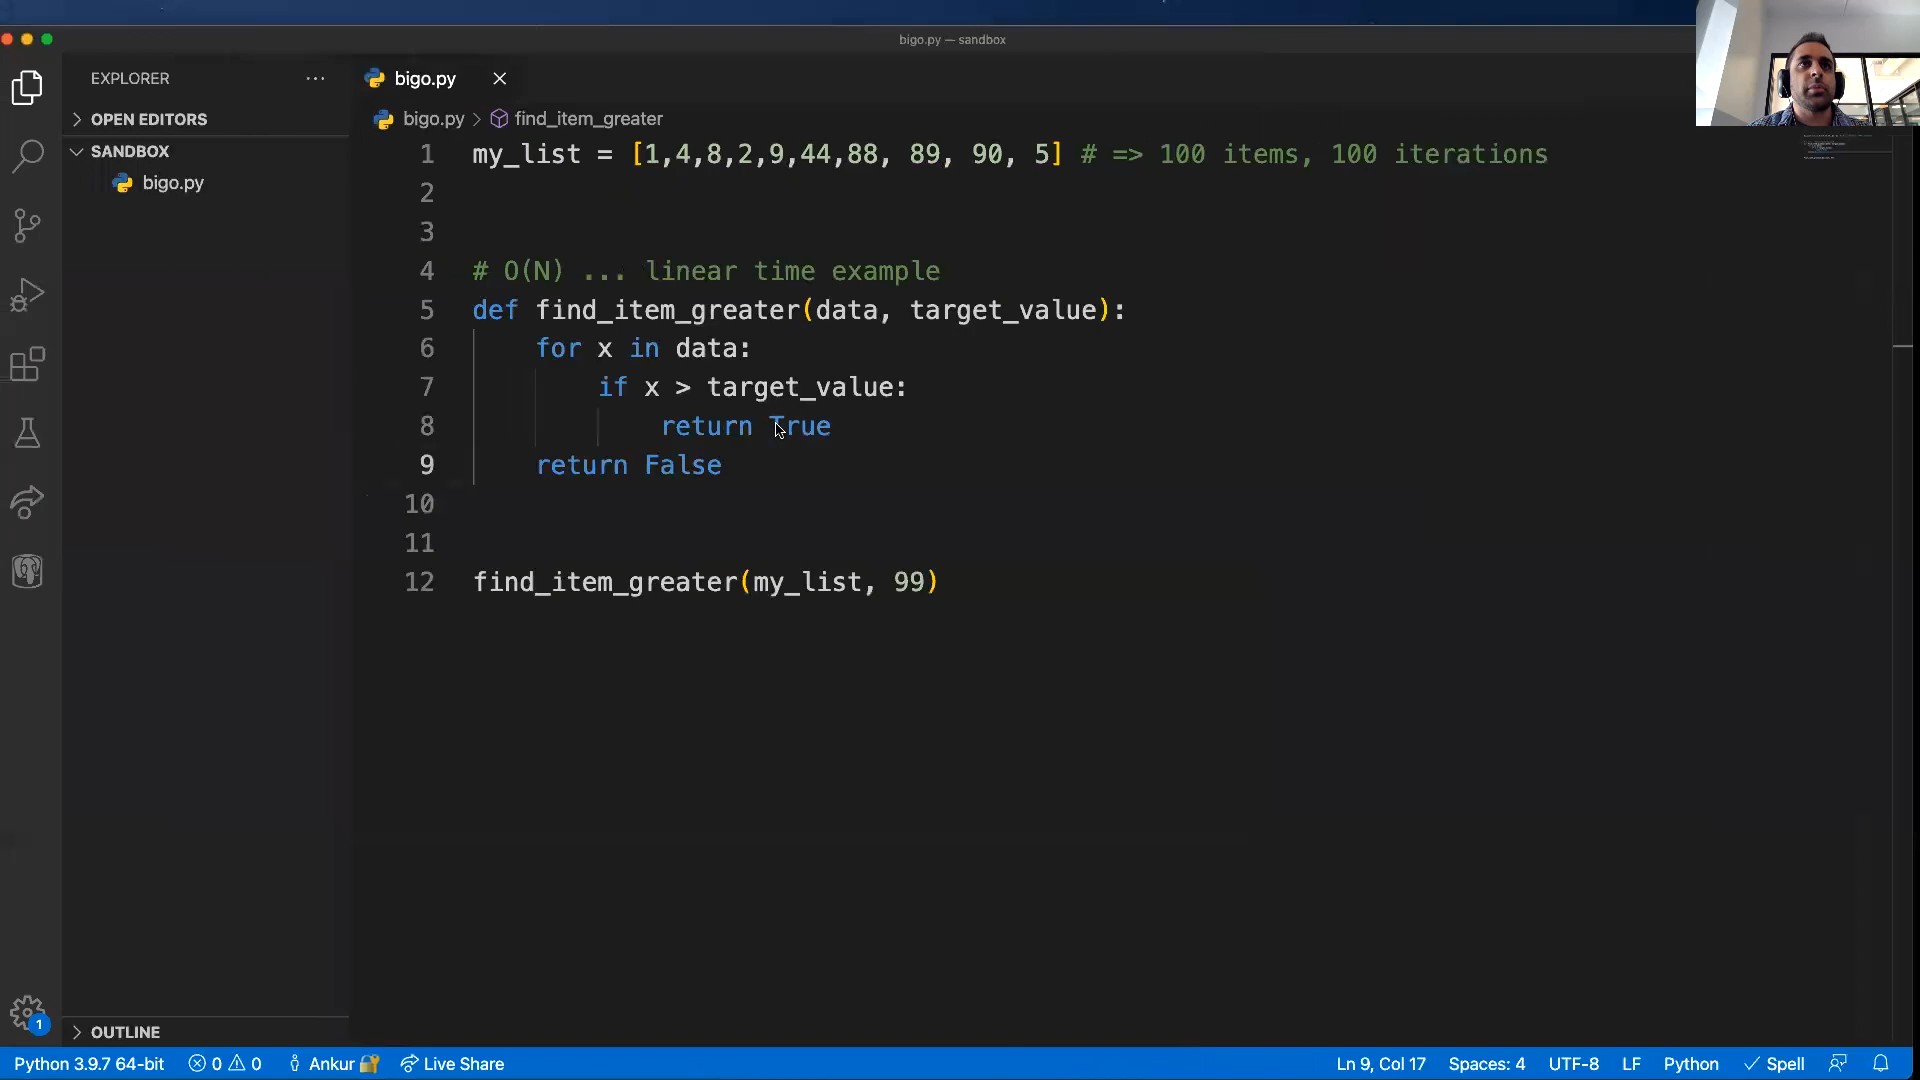 bigo.py — sandbox
EXPLORER
bigo.py
OPEN EDITORS
bigo.py > find_item_greater
SANDBOX
bigo.py
1 my_list = [1,4,8,2,9,44,88, 89, 90, 5] # => 100 items, 100 iterations
2
3
4 # O(N) ... linear time example
5 def find_item_greater(data, target_value):
6 for x in data:
7 if x > target_value:
8 return True
9 return False
10
11
12 find_item_greater(my_list, 99)
1
OUTLINE
Python 3.9.7 64-bit 0 0 Ankur Live Share Ln 9, Col 17 Spaces: 4 UTF-8 LF Python Spell